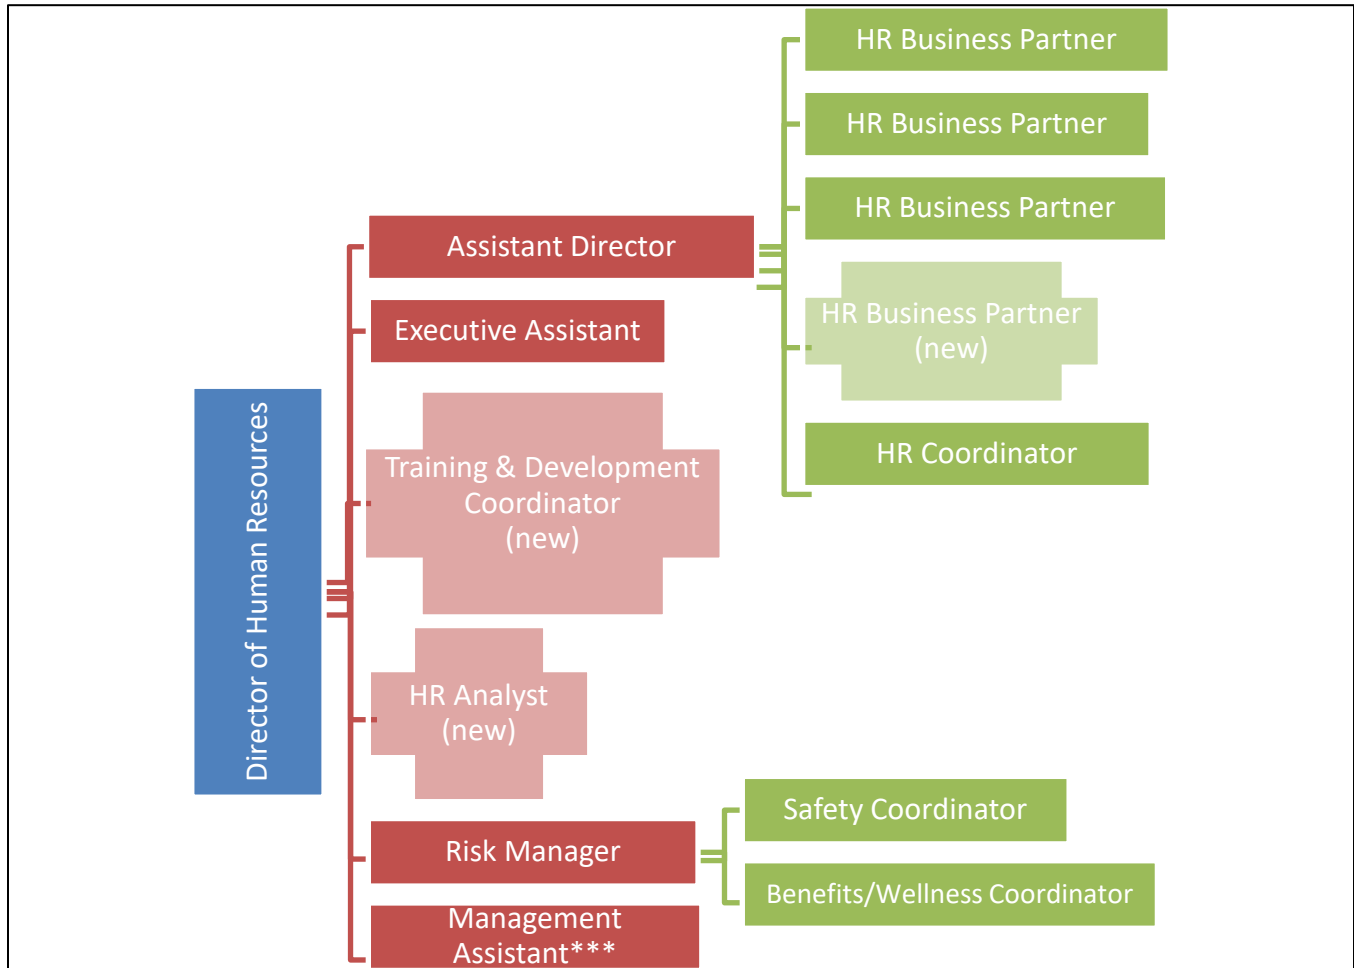 Director of Human Resources
Assistant Director
Executive Assistant
Training & Development
Coordinator
(new)
HR Analyst
(new)
Risk Manager
Management
Assistant***
HR Business Partner
HR Business Partner
HR Business Partner
HR Business Partner
(new)
HR Coordinator
Safety Coordinator
Benefits/Wellness Coordinator